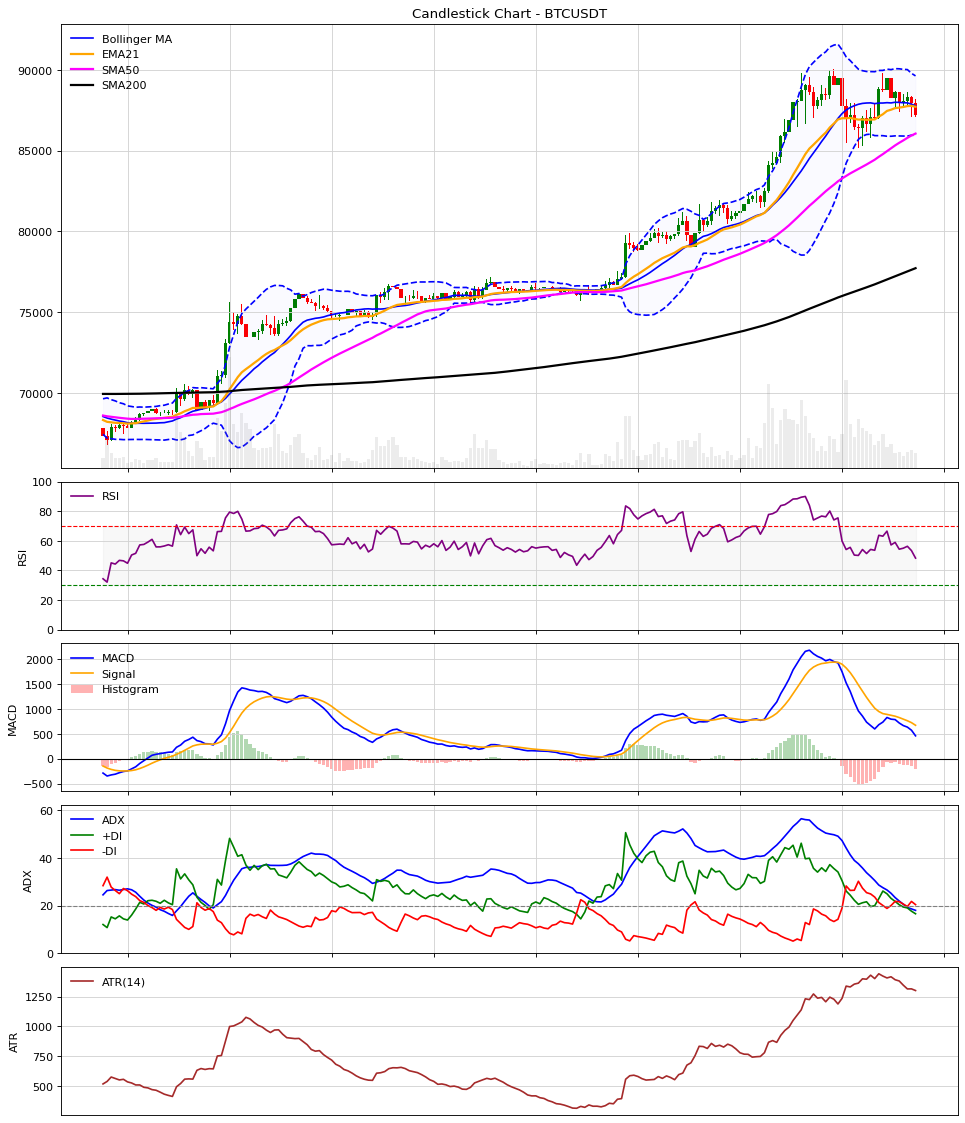 Candlestick Chart - BTCUSDT
Bollinger MA
EMA21
SMA50
SMA200
90000
85000
80000
75000
70000
RSI
100
80
60
40
20
0
RSI
MACD
Signal
Histogram
2000
1500
1000
500
0
−500
MACD
ADX
+DI
-DI
60
40
20
0
ADX
ATR(14)
1250
1000
750
500
ATR